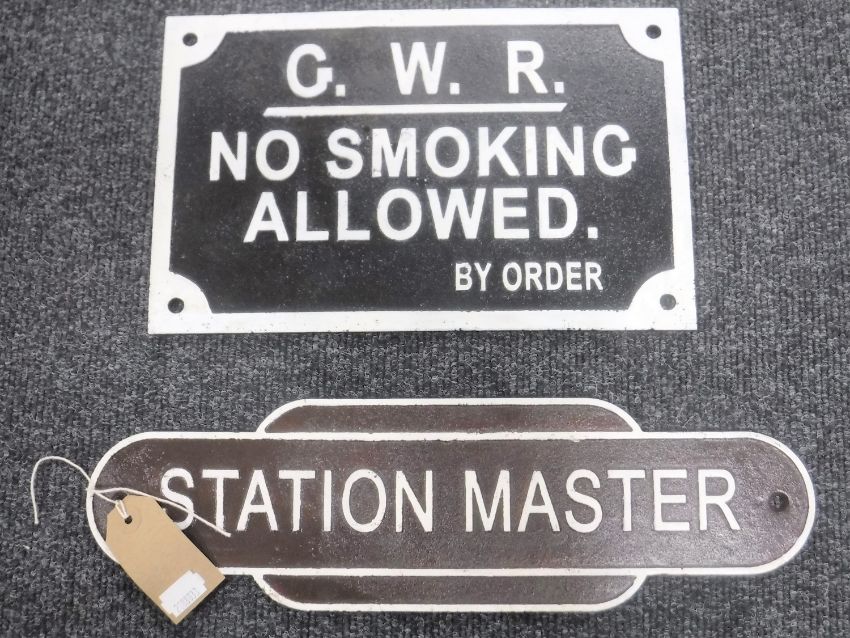 G. W. R.
NO SMOKING
ALLOWED.
BY ORDER
STATION MASTER